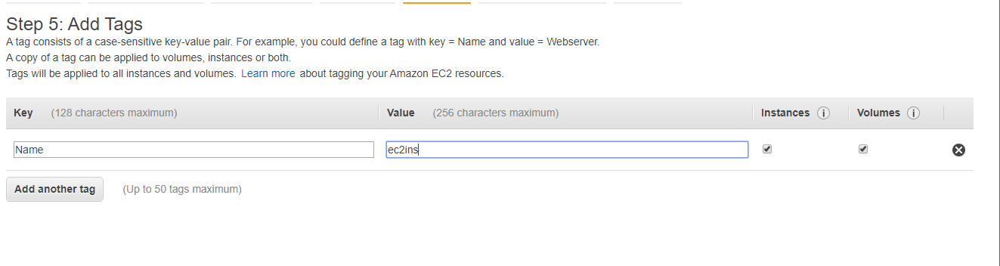 Step 5: Add Tags
A tag consists of a case-sensitive key-value pair. For example, you could define a tag with key = Name and value = Webserver.
A copy of a tag can be applied to volumes, instances or both.
Tags will be applied to all instances and volumes. Learn more about tagging your Amazon EC2 resources.
Key (128 characters maximum) Value (256 characters maximum) Instances Volumes
Name ec2ins
Add another tag (Up to 50 tags maximum)